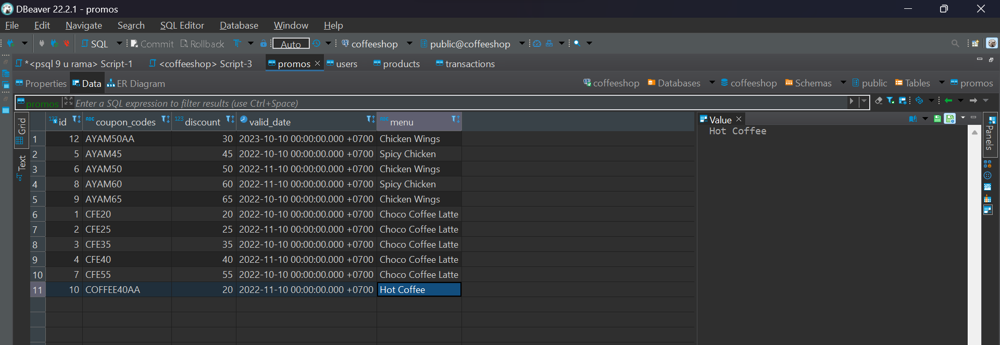 DBeaver 22.2.1 - promos
File Edit Navigate Search SQL Editor Database Window Help
SQL Commit Rollback Auto coffeeshop public@coffeeshop
*<psql 9 u rama> Script-1 <coffeeshop> Script-3 promos users products transactions
Properties Data ER Diagram coffeeshop Databases coffeeshop Schemas public Tables promos
promos Enter a SQL expression to filter results (use Ctrl+Space)
Grid
Text
123 id ABC coupon_codes 123 discount valid_date ABC menu
1 12 AYAM50AA 30 2023-10-10 00:00:00.000 +0700 Chicken Wings
2 5 AYAM45 45 2022-10-10 00:00:00.000 +0700 Spicy Chicken
3 6 AYAM50 50 2022-11-10 00:00:00.000 +0700 Chicken Wings
4 8 AYAM60 60 2022-11-10 00:00:00.000 +0700 Spicy Chicken
5 9 AYAM65 65 2022-10-10 00:00:00.000 +0700 Chicken Wings
6 1 CFE20 20 2022-10-10 00:00:00.000 +0700 Choco Coffee Latte
7 2 CFE25 25 2022-11-10 00:00:00.000 +0700 Choco Coffee Latte
8 3 CFE35 35 2022-10-10 00:00:00.000 +0700 Choco Coffee Latte
9 4 CFE40 40 2022-11-10 00:00:00.000 +0700 Choco Coffee Latte
10 7 CFE55 55 2022-10-10 00:00:00.000 +0700 Choco Coffee Latte
11 10 COFFEE40AA 20 2022-11-10 00:00:00.000 +0700 Hot Coffee
Value
Hot Coffee
Panels